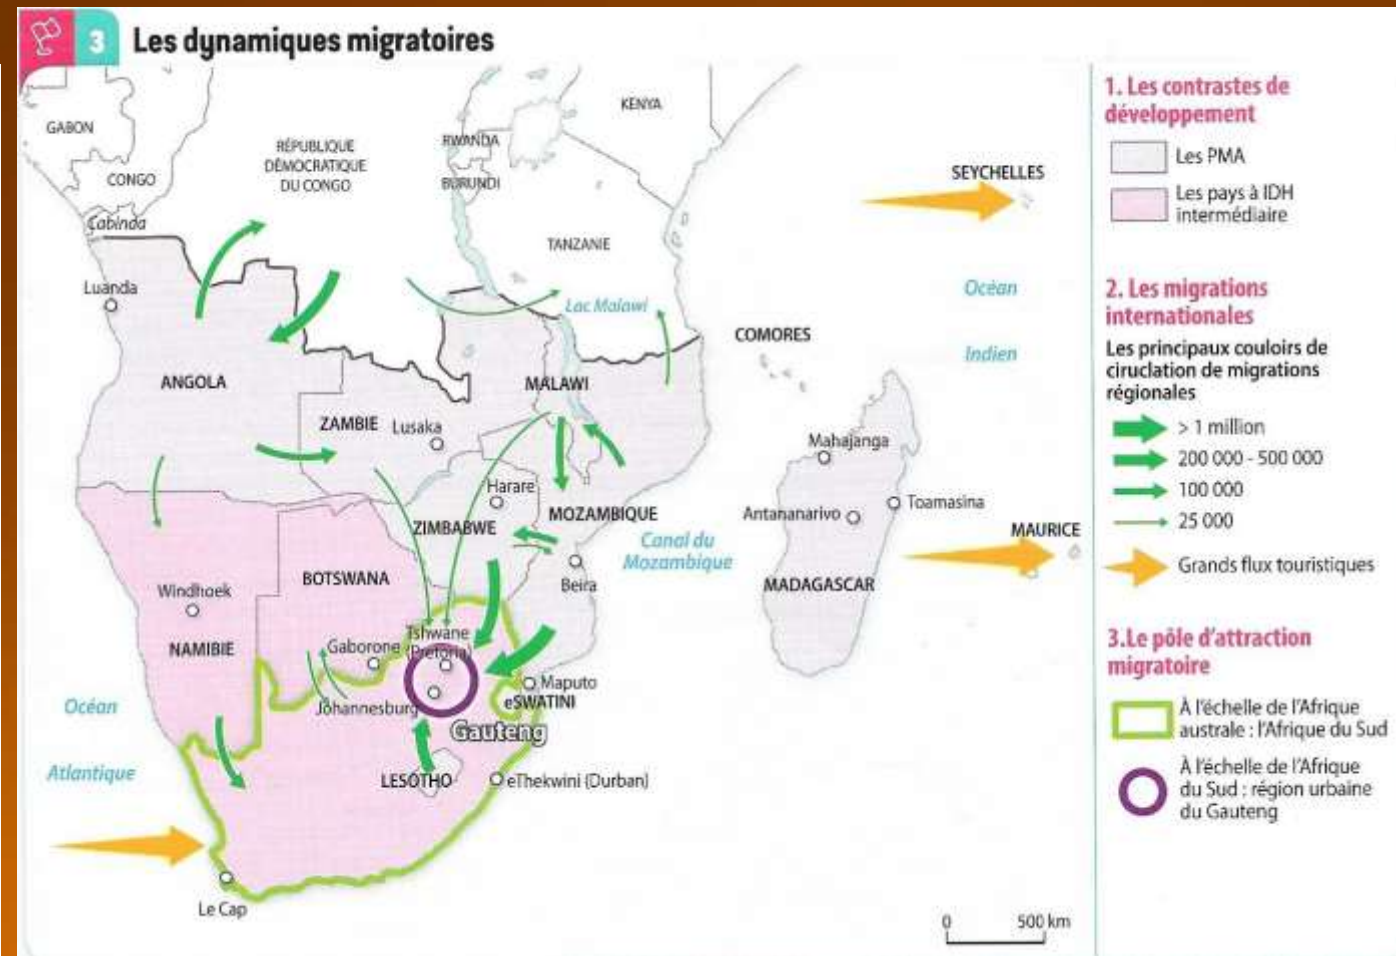 3 Les dynamiques migratoires
KENYA
GABON
RWANDA
RÉPUBLIQUE
DÉMOCRATIQUE
DU CONGO
CONGO
BURUNDI
SEYCHELLES
Cabinda
TANZANIE
Luanda
Lac Malawi
Océan
Indien
COMORES
ANGOLA
MALAWI
ZAMBIE
Lusaka
Mahajanga
Harare
Antananarivo
Toamasina
ZIMBABWE
MOZAMBIQUE
Canal du
Mozambique
MAURICE
BOTSWANA
Beira
MADAGASCAR
Windhoek
NAMIBIE
Gaborone
Tshwane
(Pretoria)
Maputo
Johannesburg
eSWATINI
Gauteng
Océan
Atlantique
LESOTHO
eThekwini (Durban)
Le Cap
0 500 km
1. Les contrastes de
développement
Les PMA
Les pays à IDH
intermédiaire
2. Les migrations
internationales
Les principaux couloirs de
ciruclation de migrations
régionales
> 1 million
200 000 - 500 000
100 000
25 000
Grands flux touristiques
3.Le pôle d'attraction
migratoire
À l'échelle de l'Afrique
australe : l'Afrique du Sud
À l'échelle de l'Afrique
du Sud : région urbaine
du Gauteng